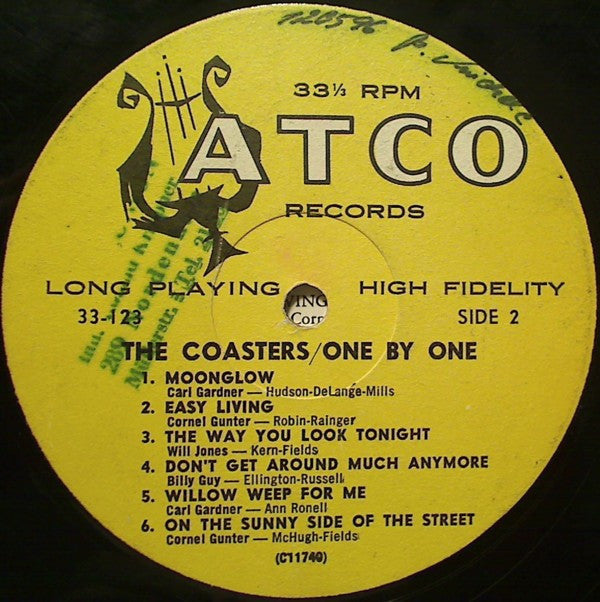 120596
33⅓ RPM
ATCO
RECORDS
LONG PLAYING HIGH FIDELITY
33-123 SIDE 2
VING
Corr
THE COASTERS/ONE BY ONE
1. MOONGLOW
Carl Gardner — Hudson-DeLange-Mills
2. EASY LIVING
Cornel Gunter — Robin-Rainger
3. THE WAY YOU LOOK TONIGHT
Will Jones — Kern-Fields
4. DON'T GET AROUND MUCH ANYMORE
Billy Guy — Ellington-Russell
5. WILLOW WEEP FOR ME
Carl Gardner — Ann Ronell
6. ON THE SUNNY SIDE OF THE STREET
Cornel Gunter — McHugh-Fields
(C11740)